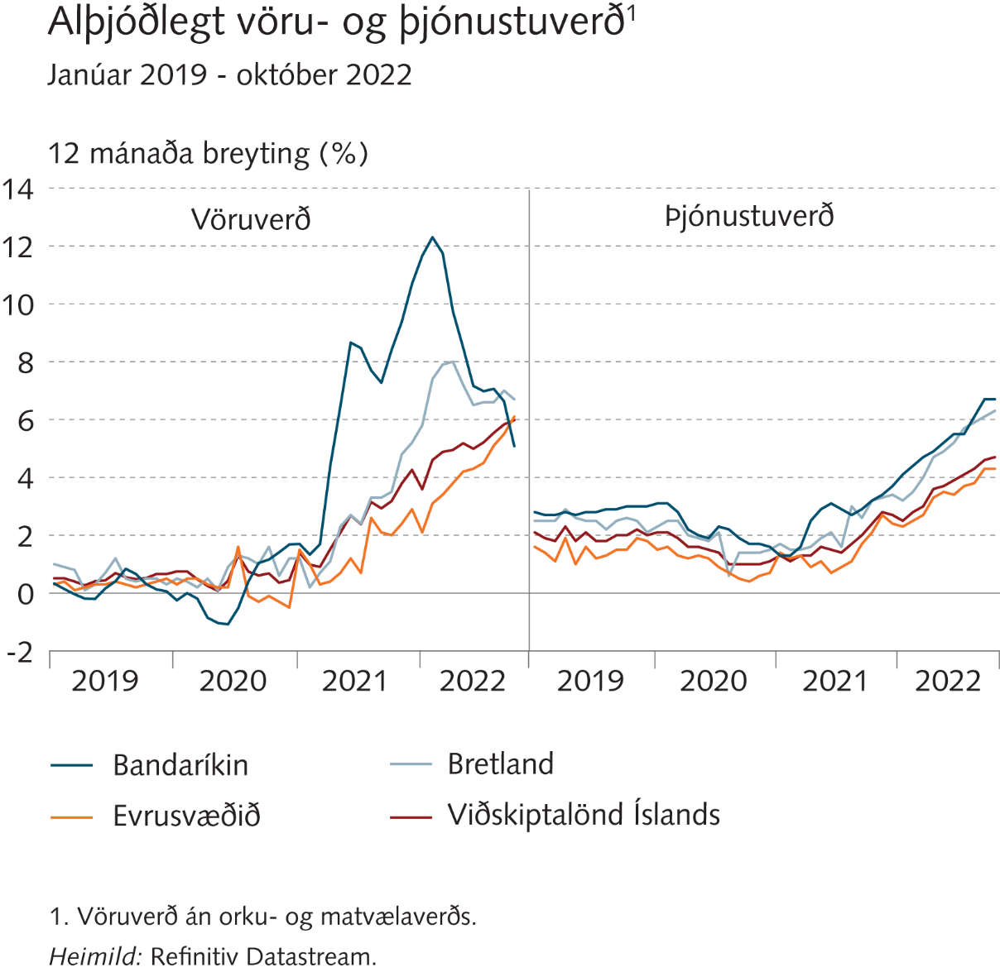 Alþjóðlegt vöru- og þjónustuverð¹
Janúar 2019 - október 2022
12 mánaða breyting (%)
14
12
10
8
6
4
2
0
-2
Vöruverð
Þjónustuverð
2019 2020 2021 2022 2019 2020 2021 2022
Bandaríkin
Bretland
Evrusvæðið
Viðskiptalönd Íslands
1. Vöruverð án orku- og matvælaverðs.
Heimild: Refinitiv Datastream.